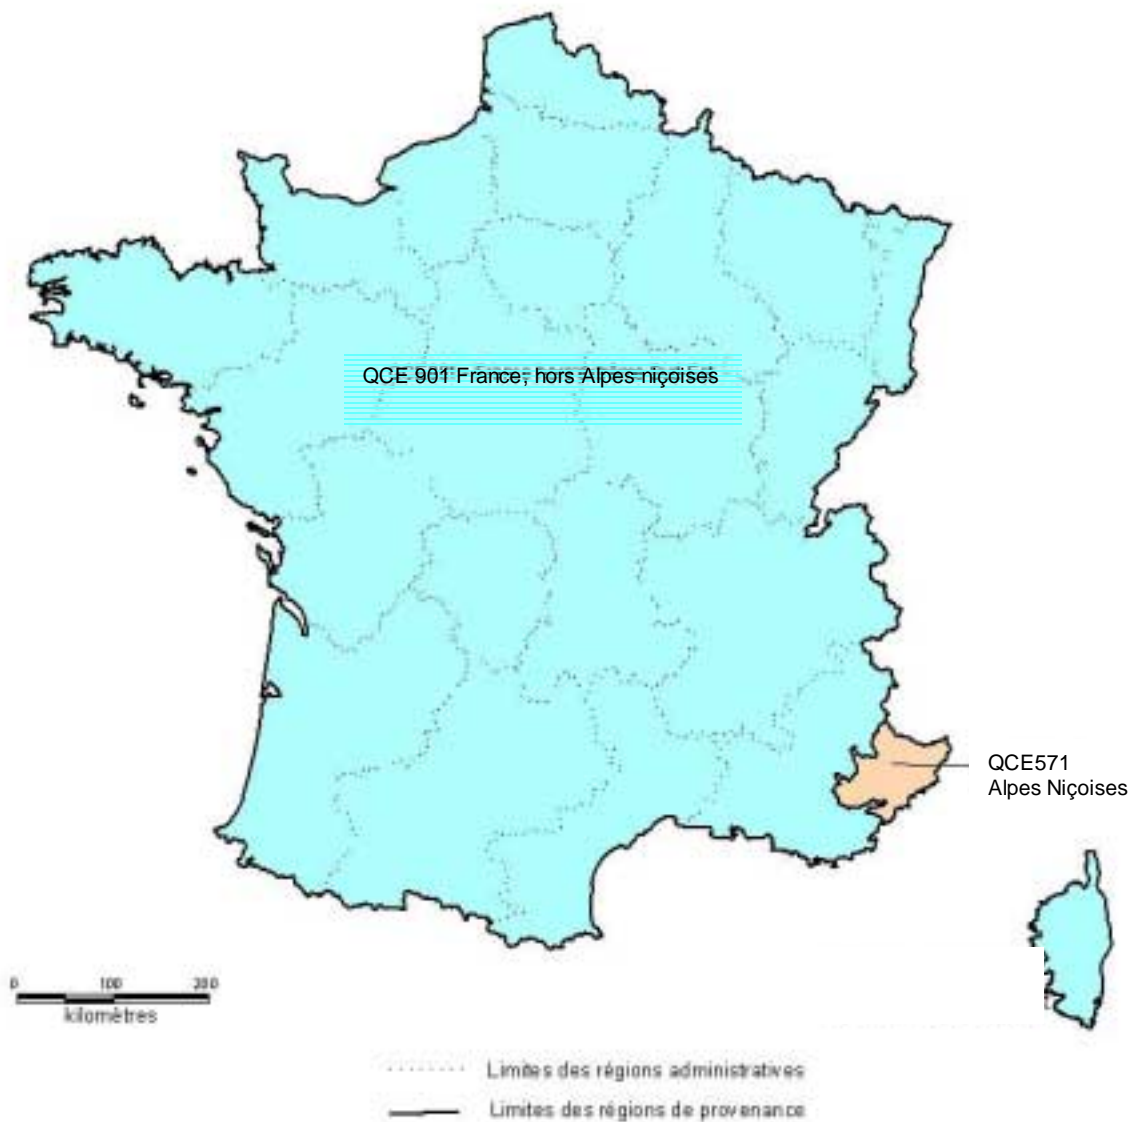 QCE 901 France, hors Alpes niçoises
QCE571
Alpes Niçoises
0 100 200
kilomètres
Limites des régions administratives
Limites des régions de provenance